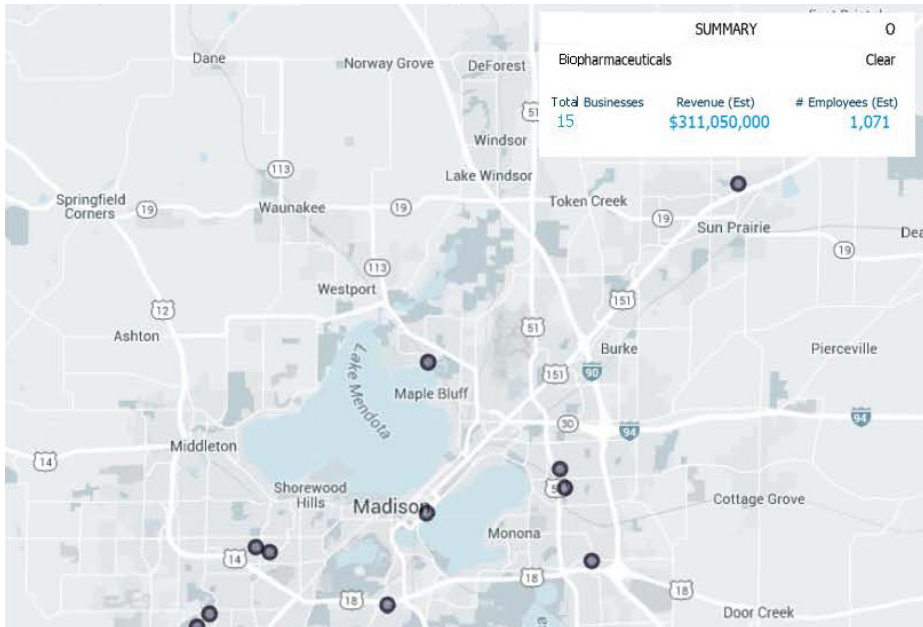 SUMMARY O
Biopharmaceuticals Clear
Total Businesses Revenue (Est) # Employees (Est)
15 $311,050,000 1,071
Dane
Norway Grove
DeForest
51
Windsor
113
Lake Windsor
Springfield
Corners
19
Waunakee
19
Token Creek
19
Sun Prairie
19
113
Westport
151
12
51
Ashton
Burke
Pierceville
Lake Mendota
151
90
Maple Bluff
30
94
94
Middleton
14
Shorewood
Hills
Madison
Cottage Grove
Monona
14
18
18
18
Door Creek